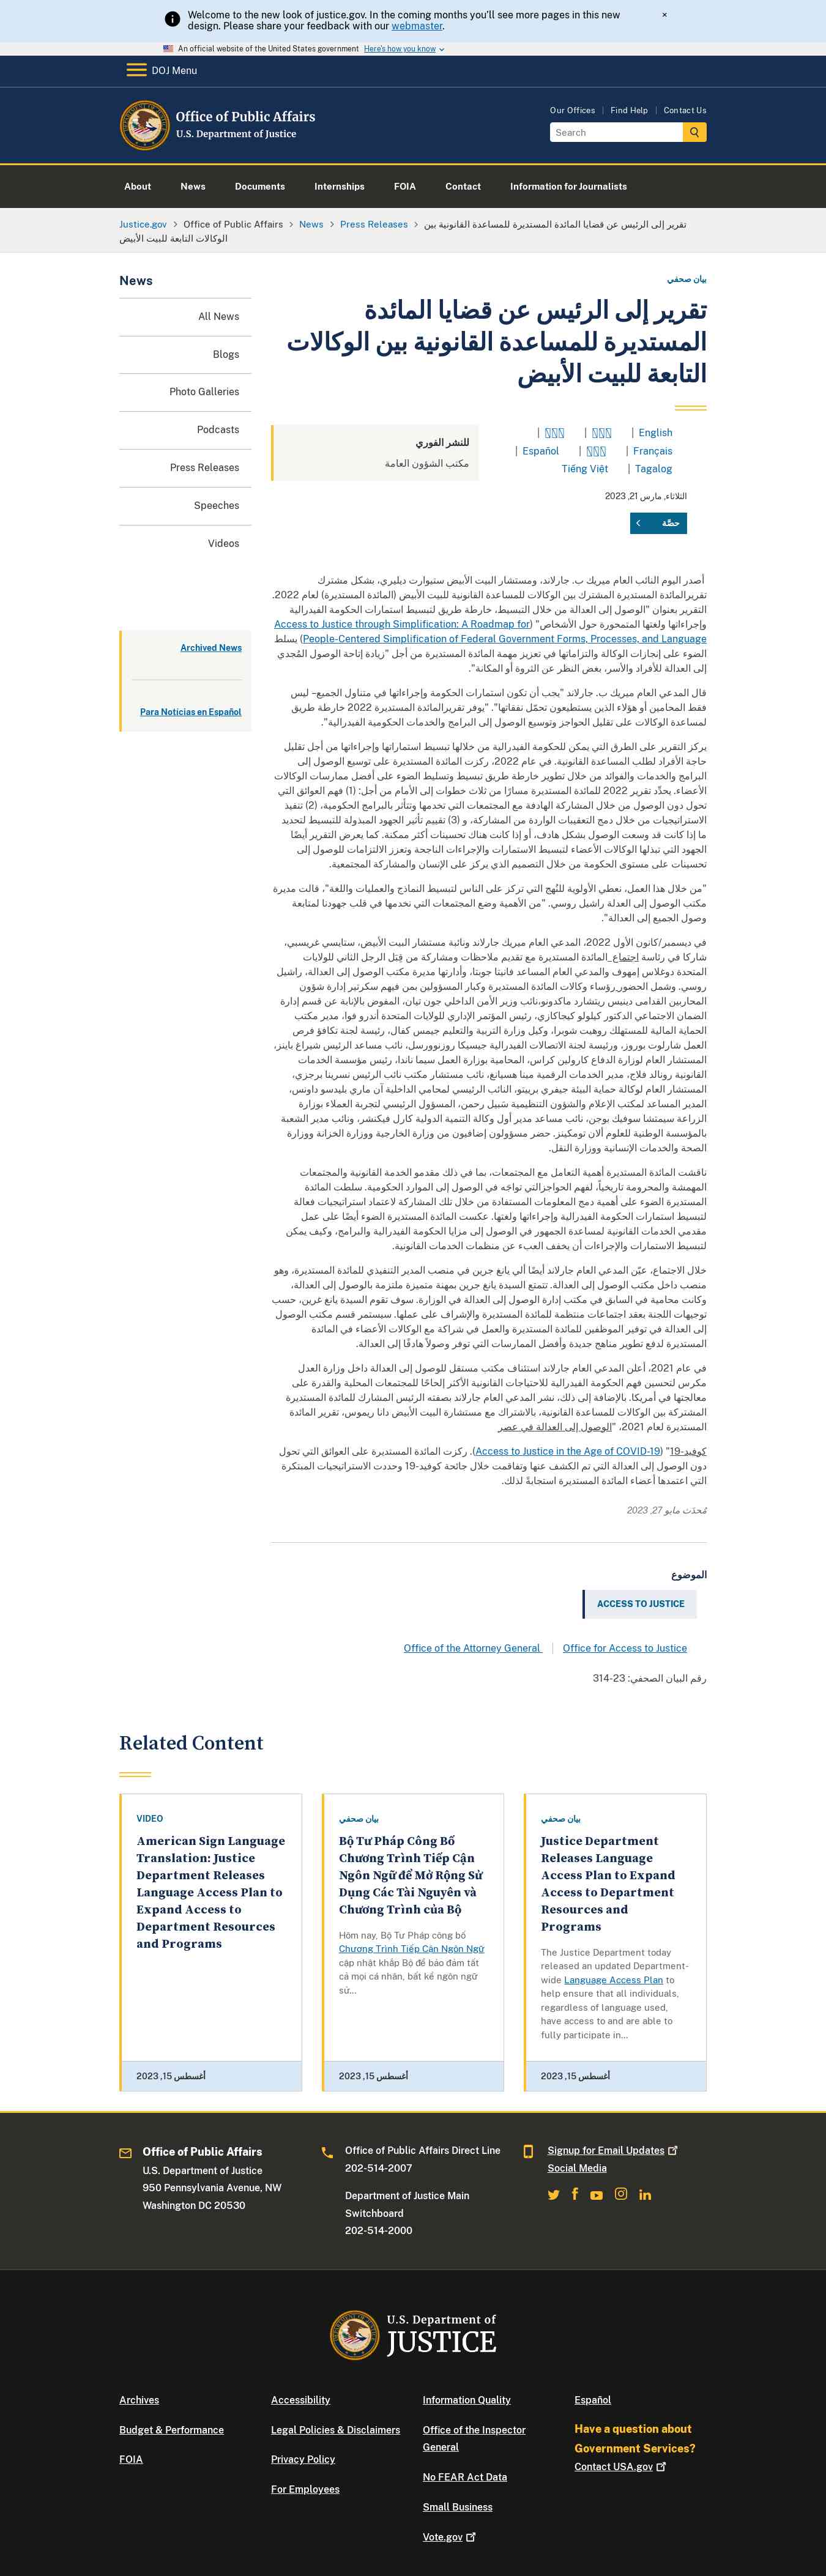 Welcome to the new look of justice.gov. In the coming months you'll see more pages in this new
design. Please share your feedback with our webmaster.
×
An official website of the United States government Here's how you know
DOJ Menu
Office of Public Affairs
U.S. Department of Justice
Our Offices | Find Help | Contact Us
Search
About News Documents Internships FOIA Contact Information for Journalists
Justice.gov > Office of Public Affairs > News > Press Releases > تقرير إلى الرئيس عن قضايا المائدة المستديرة للمساعدة القانونية بين
الوكالات التابعة للبيت الأبيض
News
All News
Blogs
Photo Galleries
Podcasts
Press Releases
Speeches
Videos
Archived News
Para Notícias en Español
بيان صحفي
تقرير إلى الرئيس عن قضايا المائدة
المستديرة للمساعدة القانونية بين الوكالات
التابعة للبيت الأبيض
للنشر الفوري
مكتب الشؤون العامة
English |
Français | Español |
Tagalog | Tiếng Việt
الثلاثاء, مارس 21, 2023
حصّة
أصدر اليوم النائب العام ميريك ب. جارلاند، ومستشار البيت الأبيض ستيوارت ديليري، بشكل مشترك
تقريرالمائدة المستديرة المشتركة بين الوكالات للمساعدة القانونية للبيت الأبيض (المائدة المستديرة) لعام 2022.
التقرير بعنوان "الوصول إلى العدالة من خلال التبسيط، خارطة طريق لتبسيط استمارات الحكومة الفيدرالية
وإجراءاتها ولغتها المتمحورة حول الأشخاص" (Access to Justice through Simplification: A Roadmap for
People-Centered Simplification of Federal Government Forms, Processes, and Language) يسلط
الضوء على إنجازات الوكالة والتزاماتها في تعزيز مهمة المائدة المستديرة من أجل "زيادة إتاحة الوصول المُجدي
إلى العدالة للأفراد والأسر، بغض النظر عن الثروة أو المكانة".
قال المدعي العام ميريك ب. جارلاند "يجب أن تكون استمارات الحكومة وإجراءاتها في متناول الجميع– ليس
فقط المحامين أو هؤلاء الذين يستطيعون تحمّل نفقاتها". "يوفر تقريرالمائدة المستديرة 2022 خارطة طريق
لمساعدة الوكالات على تقليل الحواجز وتوسيع الوصول إلى البرامج والخدمات الحكومية الفيدرالية".
يركز التقرير على الطرق التي يمكن للحكومة الفيدرالية من خلالها تبسيط استماراتها وإجراءاتها من أجل تقليل
حاجة الأفراد لطلب المساعدة القانونية. في عام 2022، ركزت المائدة المستديرة على توسيع الوصول إلى
البرامج والخدمات والفوائد من خلال تطوير خارطة طريق تبسيط وتسليط الضوء على أفضل ممارسات الوكالات
الأعضاء. يحدّد تقرير 2022 للمائدة المستديرة مسارًا من ثلاث خطوات إلى الأمام من أجل: (1) فهم العوائق التي
تحول دون الوصول من خلال المشاركة الهادفة مع المجتمعات التي تخدمها وتتأثر بالبرامج الحكومية، (2) تنفيذ
الاستراتيجيات من خلال دمج التعقيبات الواردة من المشاركة، و (3) تقييم تأثير الجهود المبذولة للتبسيط لتحديد
ما إذا كانت قد وسعت الوصول بشكل هادف، أو إذا كانت هناك تحسينات أكثر ممكنة. كما يعرض التقرير أيضًا
الجهود التي تبذلها الوكالات الأعضاء لتبسيط الاستمارات والإجراءات الناجحة وتعزز الالتزامات للوصول إلى
تحسينات على مستوى الحكومة من خلال التصميم الذي يركز على الإنسان والمشاركة المجتمعية.
"من خلال هذا العمل، نعطي الأولوية للنُهج التي تركز على الناس لتبسيط النماذج والعمليات واللغة"، قالت مديرة
مكتب الوصول إلى العدلة راشيل روسي. "من الأهمية وضع المجتمعات التي نخدمها في قلب جهودنا لمتابعة
وصول الجميع إلى العدالة".
في ديسمبر/كانون الأول 2022، المدعي العام ميريك جارلاند ونائبة مستشار البيت الأبيض، ستايسي غريسبي،
شاركا في رئاسة اجتماع المائدة المستديرة مع تقديم ملاحظات ومشاركة من قِبَل الرجل الثاني للولايات
المتحدة دوغلاس إمهوف والمدعي العام المساعد فانيتا جوبتا، وأدارتها مديرة مكتب الوصول إلى العدالة، راشيل
روسي. وشمل الحضور رؤساء وكالات المائدة المستديرة وكبار المسؤولين بمن فيهم سكرتير إدارة شؤون
المحاربين القدامى دينيس ريتشارد ماكدونو،نائب وزير الأمن الداخلي جون تيان، المفوض بالإنابة عن قسم إدارة
الضمان الاجتماعي الدكتور كيلولو كيجاكازي، رئيس المؤتمر الإداري للولايات المتحدة أندرو فوا، مدير مكتب
الحماية المالية للمستهلك روهيت شوبرا، وكيل وزارة التربية والتعليم جيمس كفال، رئيسة لجنة تكافؤ فرص
العمل شارلوت بوروز، ورئيسة لجنة الاتصالات الفيدرالية جيسيكا روزنوورسل، نائب مساعد الرئيس شيراغ باينز،
المستشار العام لوزارة الدفاع كارولين كراس، المحامية بوزارة العمل سيما ناندا، رئيس مؤسسة الخدمات
القانونية رونالد فلاج، مدير الخدمات الرقمية مينا هسيانغ، نائب مستشار مكتب نائب الرئيس نسرينا برجزي،
المستشار العام لوكالة حماية البيئة جيفري بريتو، النائب الرئيسي لمحامي الداخلية آن ماري بليدسو داونس،
المدير المساعد لمكتب الإعلام والشؤون التنظيمية سَبيل رحمن، المسؤول الرئيسي لتجربة العملاء بوزارة
الزراعة سيمتشا سوفيك بوجن، نائب مساعد مدير أول وكالة التنمية الدولية كارل فيكنشر، ونائب مدير الشعبة
بالمؤسسة الوطنية للعلوم ألان تومكينز. حضر مسؤولون إضافيون من وزارة الخارجية ووزارة الخزانة ووزارة
الإسكان والتنمية الحضرية ووزارة الصحة والخدمات الإنسانية ووزارة النقل.
ناقشت المائدة المستديرة أهمية التعامل مع المجتمعات، بما في ذلك مقدمو الخدمة القانونية والمجتمعات
المهمشة والمحرومة تاريخياً، لفهم الحواجزالتي تواجَه في الوصول إلى الموارد الحكومية. سلطت المائدة
المستديرة الضوء على أهمية دمج المعلومات المستفادة من خلال تلك المشاركة لاعتماد استراتيجيات فعالة
لتبسيط استمارات الحكومة الفيدرالية وإجراءاتها ولغتها. عكست المائدة المستديرة الضوء أيضًا على عمل
مقدمي الخدمات القانونية لمساعدة الجمهور في الوصول إلى مزايا الحكومة الفيدرالية والبرامج، وكيف يمكن
لتبسيط الاستمارات والإجراءات أن يخفف العبء عن منظمات الخدمات القانونية.
خلال الاجتماع، عيّن المدعي العام جارلاند أيضًا ألي يانغ جرين في منصب المدير التنفيذي للمائدة المستديرة، وهو
منصب داخل مكتب الوصول إلى العدالة. تتمتع السيدة يانغ جرين بمهنة متميزة ملتزمة بالوصول إلى العدالة،
وكانت محامية في السابق في مكتب إدارة الوصول إلى العدالة في الوزارة. سوف تقوم السيدة يانغ غرين، حسب
توجيهات اللجنة بعقد اجتماعات منتظمة للمائدة المستديرة والإشراف على عملها. سيستمر قسم مكتب الوصول
إلى العدالة في توفير الموظفين للمائدة المستديرة والعمل في شراكة مع الوكالات الأعضاء في المائدة
المستديرة لدفع تطوير مناهج جديدة وأفضل الممارسات التي توفر وصولاً هادفًا إلى العدالة.
في عام 2021، أعلن المدعي العام جارلاند استئناف مكتب مستقل للوصول إلى العدالة داخل وزارة العدل
مكرس لتحسين فهم الحكومة الفيدرالية للاحتياجات القانونية الأكثر إلحاحًا للمجتمعات المحلية والقدرة على
معالجتها في أمريكا. بالإضافة إلى ذلك، نشر المدعي العام جارلاند بصفته الرئيس المشارك للمائدة المستديرة
المشتركة بين الوكالات للمساعدة القانونية، بالاشتراك مع مستشارة البيت الأبيض دانا ريموس، تقرير المائدة
المستديرة لعام 2021، "الوصول إلى العدالة في عصر
كوفيد-19" (Access to Justice in the Age of COVID-19). ركزت المائدة المستديرة على العوائق التي تحول
دون الوصول إلى العدالة التي تم الكشف عنها وتفاقمت خلال جائحة كوفيد-19 وحددت الاستراتيجيات المبتكرة
التي اعتمدها أعضاء المائدة المستديرة استجابةً لذلك.
مُحدث مايو 27, 2023
الموضوع
ACCESS TO JUSTICE
Office for Access to Justice | Office of the Attorney General
رقم البيان الصحفي: 23-314
Related Content
VIDEO
American Sign Language
Translation: Justice
Department Releases
Language Access Plan to
Expand Access to
Department Resources
and Programs
أغسطس 15, 2023
بيان صحفي
Bộ Tư Pháp Công Bố
Chương Trình Tiếp Cận
Ngôn Ngữ để Mở Rộng Sử
Dụng Các Tài Nguyên và
Chương Trình của Bộ
Hôm nay, Bộ Tư Pháp công bố
Chương Trình Tiếp Cận Ngôn Ngữ
cập nhật khắp Bộ để bảo đảm tất
cả mọi cá nhân, bất kể ngôn ngữ
sử...
أغسطس 15, 2023
بيان صحفي
Justice Department
Releases Language
Access Plan to Expand
Access to Department
Resources and
Programs
The Justice Department today
released an updated Department-
wide Language Access Plan to
help ensure that all individuals,
regardless of language used,
have access to and are able to
fully participate in...
أغسطس 15, 2023
Office of Public Affairs
U.S. Department of Justice
950 Pennsylvania Avenue, NW
Washington DC 20530
Office of Public Affairs Direct Line
202-514-2007
Department of Justice Main
Switchboard
202-514-2000
Signup for Email Updates
Social Media
U.S. Department of
JUSTICE
Archives
Budget & Performance
FOIA
Accessibility
Legal Policies & Disclaimers
Privacy Policy
For Employees
Information Quality
Office of the Inspector
General
No FEAR Act Data
Small Business
Vote.gov
Español
Have a question about
Government Services?
Contact USA.gov